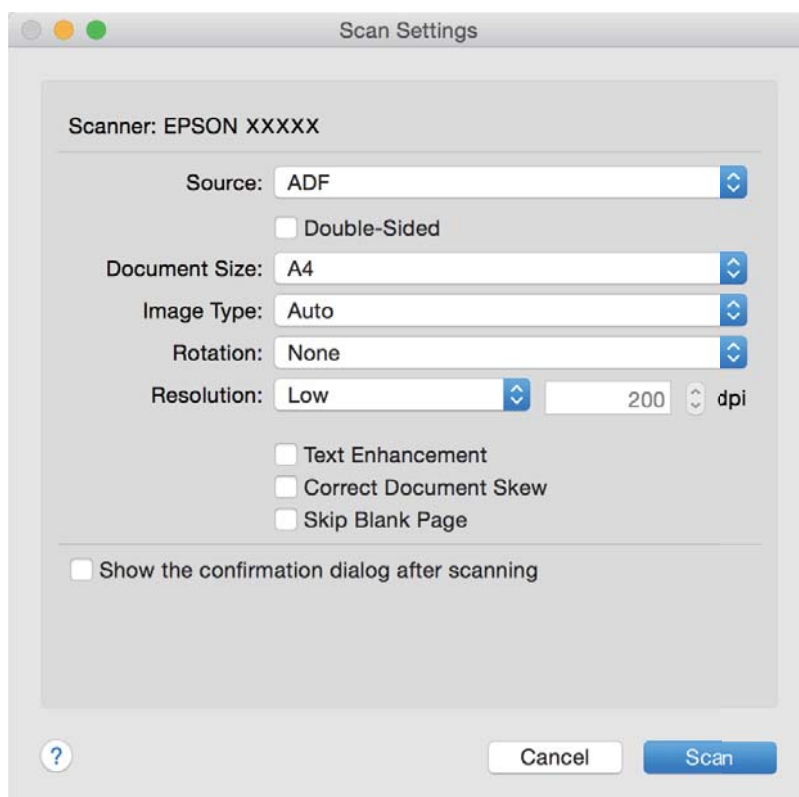 Scan Settings
Scanner: EPSON XXXXX
Source: ADF
Double-Sided
Document Size: A4
Image Type: Auto
Rotation: None
Resolution: Low 200 dpi
Text Enhancement
Correct Document Skew
Skip Blank Page
Show the confirmation dialog after scanning
? Cancel Scan